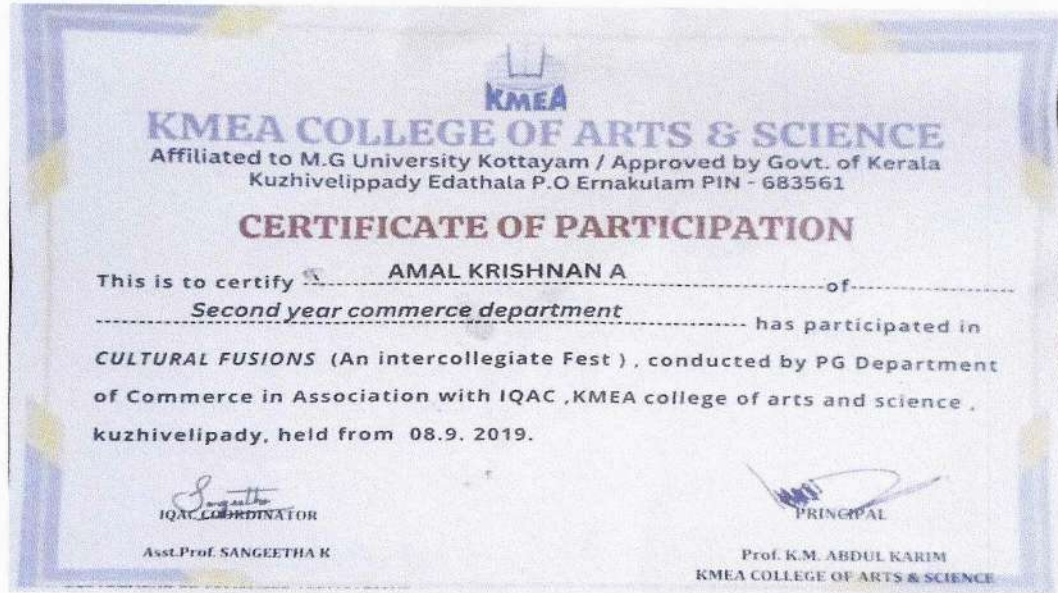 KMEA
KMEA COLLEGE OF ARTS & SCIENCE
Affiliated to M.G University Kottayam / Approved by Govt. of Kerala
Kuzhivelippady Edathala P.O Ernakulam PIN - 683561
CERTIFICATE OF PARTICIPATION
This is to certify AMAL KRISHNAN A of
Second year commerce department has participated in
CULTURAL FUSIONS (An intercollegiate Fest ) , conducted by PG Department
of Commerce in Association with IQAC ,KMEA college of arts and science ,
kuzhivelipady, held from 08.9. 2019.
Sangeetha
IQAC COORDINATOR
PRINCIPAL
Asst.Prof. SANGEETHA K
Prof. K.M. ABDUL KARIM
KMEA COLLEGE OF ARTS & SCIENCE